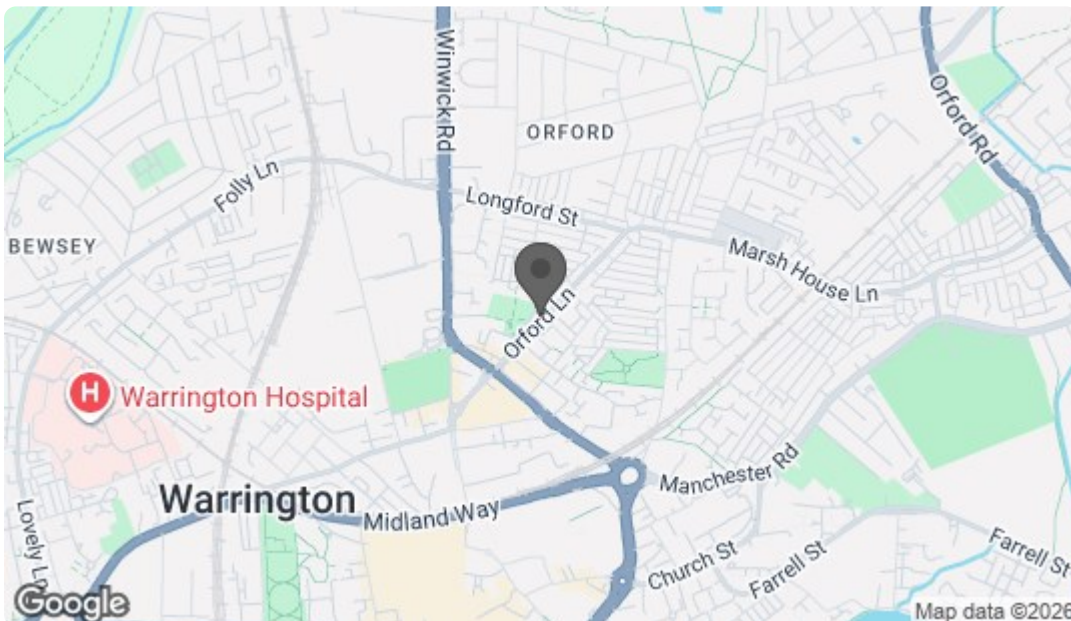 Winwick Rd
ORFORD
Orford Rd
Folly Ln
Longford St
BEWSEY
Marsh House Ln
Orford Ln
H
Warrington Hospital
Manchester Rd
Warrington
Midland Way
Lovely Ln
Church St
Farrell St
Farrell St
Google
Map data ©2026